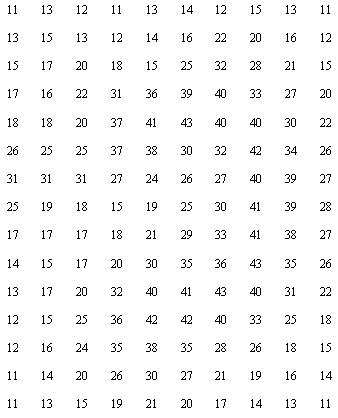 11 13 12 11 13 14 12 15 13 11
13 15 13 12 14 16 22 20 16 12
15 17 20 18 15 25 32 28 21 15
17 16 22 31 36 39 40 33 27 20
18 18 20 37 41 43 40 40 30 22
26 25 25 37 38 30 32 42 34 26
31 31 31 27 24 26 27 40 39 27
25 19 18 15 19 25 30 41 39 28
17 17 17 18 21 29 33 41 38 27
14 15 17 20 30 35 36 43 35 26
13 17 20 32 40 41 43 40 31 22
12 15 25 36 42 42 40 33 25 18
12 16 24 35 38 35 28 26 18 15
11 14 20 26 30 27 21 19 16 14
11 13 15 19 21 20 17 14 13 11